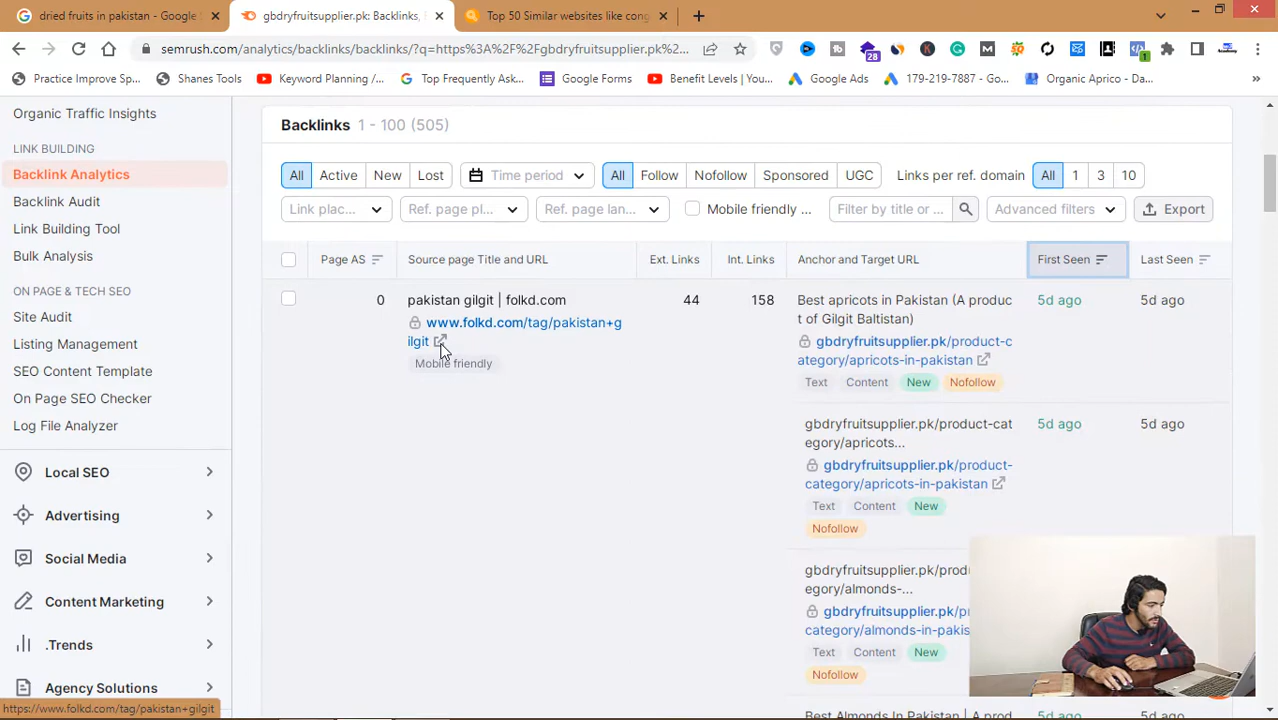 dried fruits in pakistan - Google
gbdryfruitsupplier.pk: Backlinks,
Top 50 Similar websites like cong
semrush.com/analytics/backlinks/backlinks/?q=https%3A%2F%2Fgbdryfruitsupplier.pk%...
28
1
Practice Improve Sp...
Shanes Tools
Keyword Planning /...
Top Frequently Ask...
Google Forms
Benefit Levels | You...
Google Ads
179-219-7887 - Go...
Organic Aprico - Da...
Organic Traffic Insights
LINK BUILDING
Backlink Analytics
Backlink Audit
Link Building Tool
Bulk Analysis
ON PAGE & TECH SEO
Site Audit
Listing Management
SEO Content Template
On Page SEO Checker
Log File Analyzer
Local SEO
Advertising
Social Media
Content Marketing
.Trends
Agency Solutions
https://www.folkd.com/tag/pakistan+gilgit
Backlinks 1 - 100 (505)
All Active New Lost Time period All Follow Nofollow Sponsored UGC Links per ref. domain All 1 3 10
Link plac... Ref. page pl... Ref. page lan... Mobile friendly ... Filter by title or ... Advanced filters Export
Page AS Source page Title and URL Ext. Links Int. Links Anchor and Target URL First Seen Last Seen
0 pakistan gilgit | folkd.com 44 158 Best apricots in Pakistan (A produc 5d ago 5d ago
t of Gilgit Baltistan)
www.folkd.com/tag/pakistan+g
ilgit
Mobile friendly
gbdryfruitsupplier.pk/product-c
ategory/apricots-in-pakistan
Text Content New Nofollow
gbdryfruitsupplier.pk/product-cat 5d ago 5d ago
egory/apricots...
gbdryfruitsupplier.pk/product-
category/apricots-in-pakistan
Text Content New
Nofollow
gbdryfruitsupplier.pk/prod
egory/almonds-...
gbdryfruitsupplier.pk/pr
category/almonds-in-pakis
Text Content New
Nofollow
Best Almonds In Pakistan | A prod